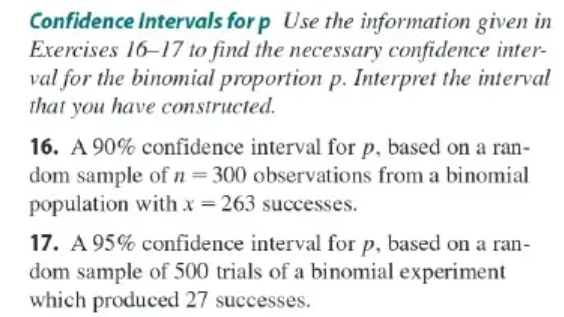 Confidence Intervals for p Use the information given in
Exercises 16–17 to find the necessary confidence inter-
val for the binomial proportion p. Interpret the interval
that you have constructed.
16. A 90% confidence interval for p, based on a ran-
dom sample of n = 300 observations from a binomial
population with x = 263 successes.
17. A 95% confidence interval for p, based on a ran-
dom sample of 500 trials of a binomial experiment
which produced 27 successes.